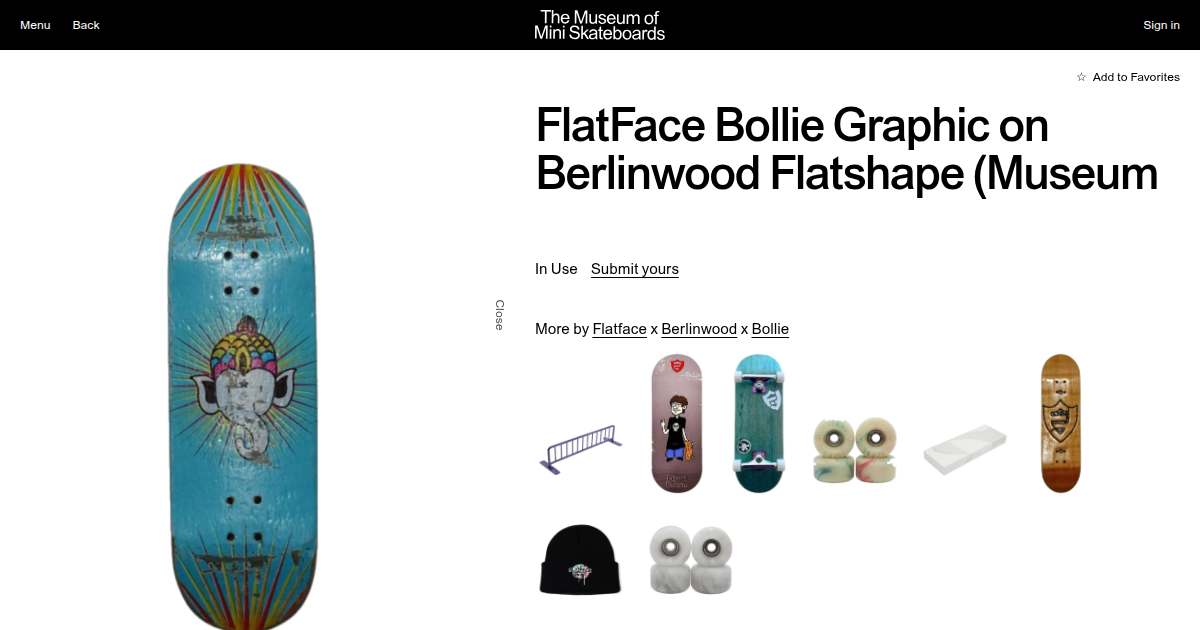 Menu
Back
The Museum of
Mini Skateboards
Sign in
☆ Add to Favorites
FlatFace Bollie Graphic on
Berlinwood Flatshape (Museum
In Use
Submit yours
Close
More by Flatface x Berlinwood x Bollie